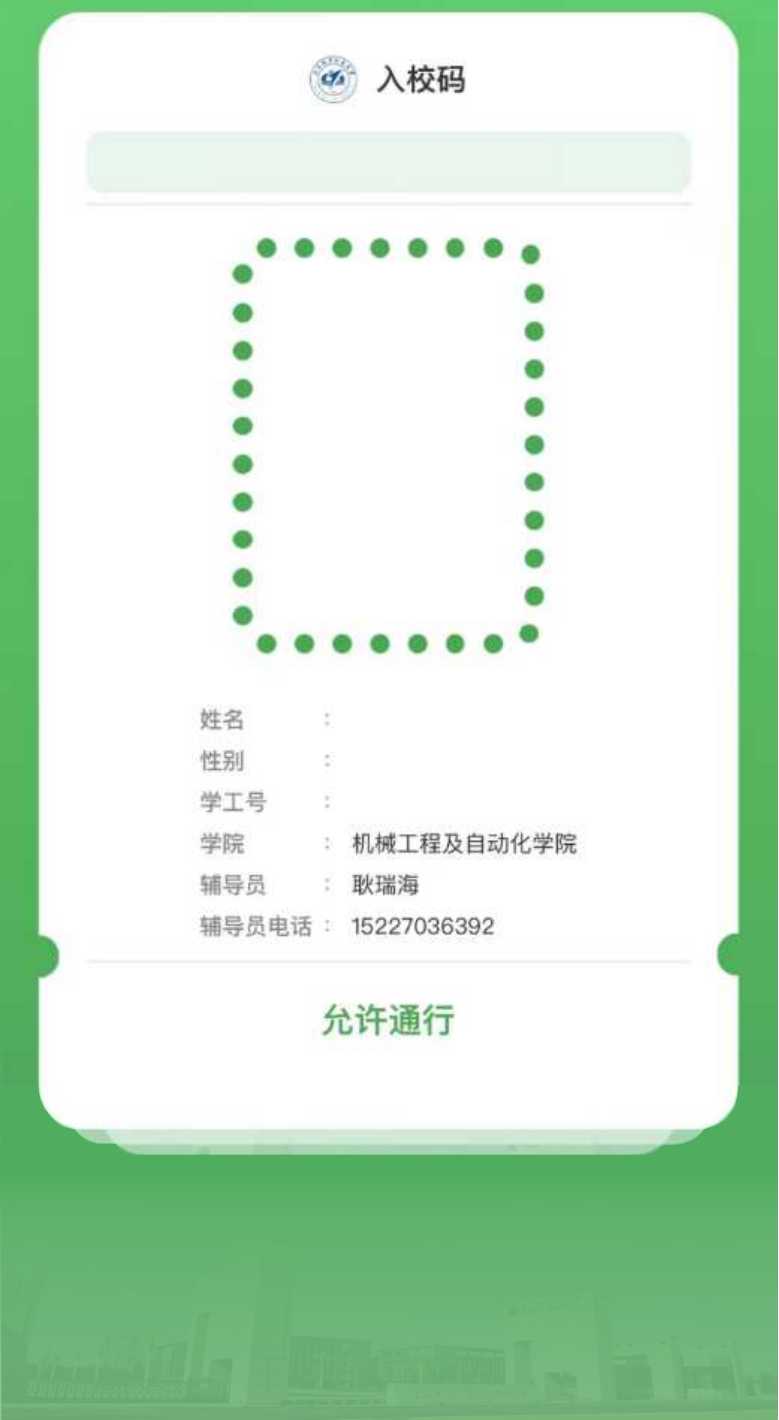 入校码
姓名 :
性别 :
学工号 :
学院 : 机械工程及自动化学院
辅导员 : 耿瑞海
辅导员电话 : 15227036392
允许通行